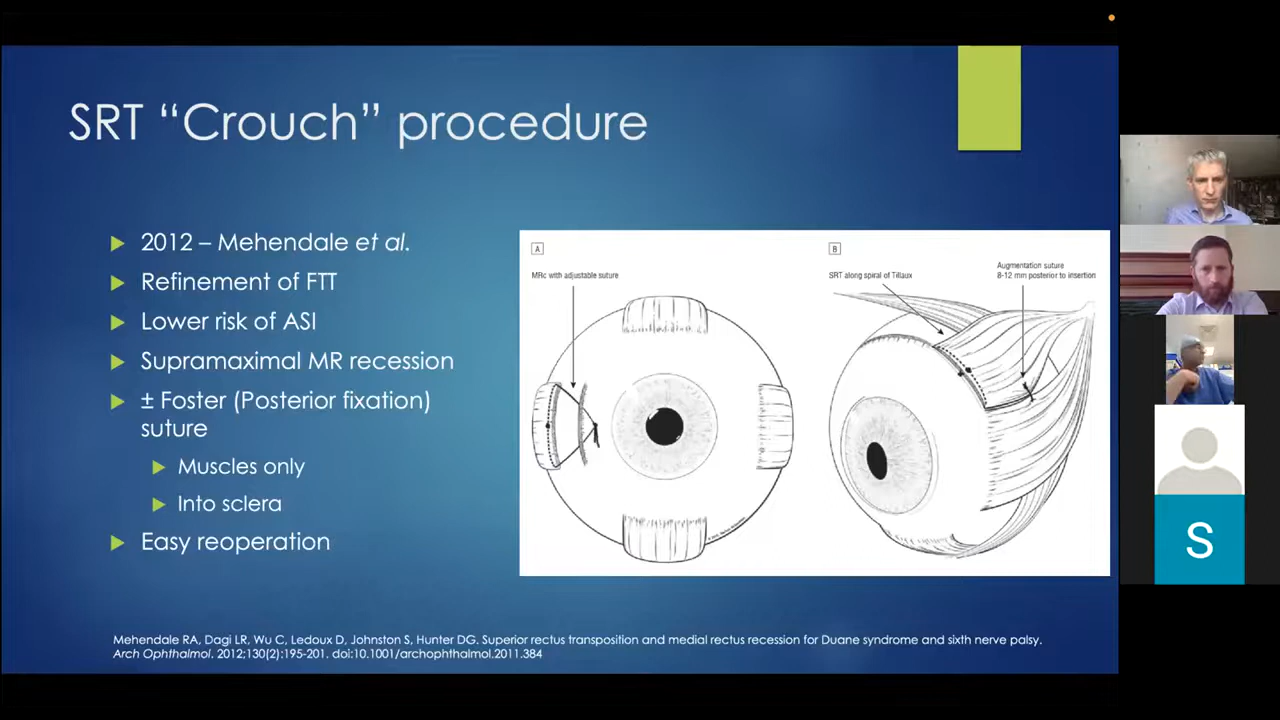 SRT “Crouch” procedure
2012 – Mehendale et al.
Refinement of FTT
Lower risk of ASI
Supramaximal MR recession
± Foster (Posterior fixation)
suture
Muscles only
Into sclera
Easy reoperation
A
MRc with adjustable suture
B
SRT along spiral of Tillaux
Augmentation suture
8-12 mm posterior to insertion
Mehendale RA, Dagi LR, Wu C, Ledoux D, Johnston S, Hunter DG. Superior rectus transposition and medial rectus recession for Duane syndrome and sixth nerve palsy.
Arch Ophthalmol. 2012;130(2):195-201. doi:10.1001/archophthalmol.2011.384
S